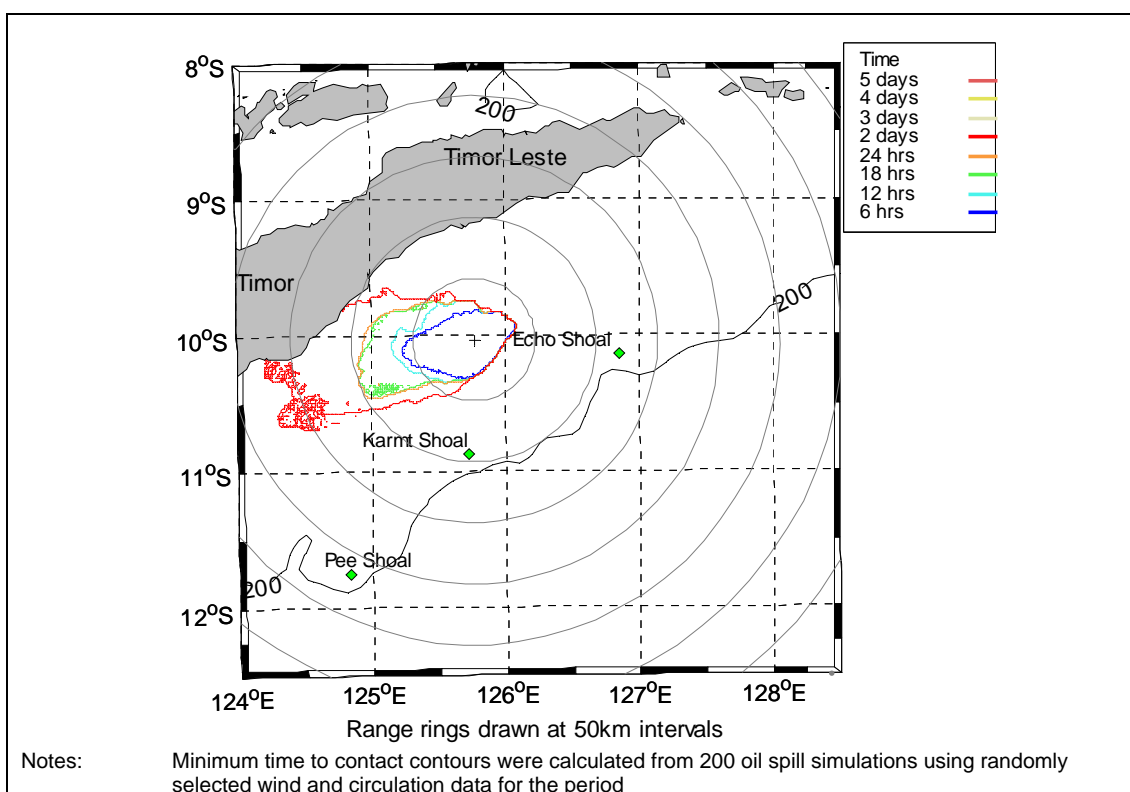 8°S
9°S
10°S
11°S
12°S
124°E
125°E
126°E
127°E
128°E
200
Timor Leste
Timor
200
Echo Shoal
Karmt Shoal
Pee Shoal
200
Time
5 days
4 days
3 days
2 days
24 hrs
18 hrs
12 hrs
6 hrs
Range rings drawn at 50km intervals
Notes: Minimum time to contact contours were calculated from 200 oil spill simulations using randomly
selected wind and circulation data for the period